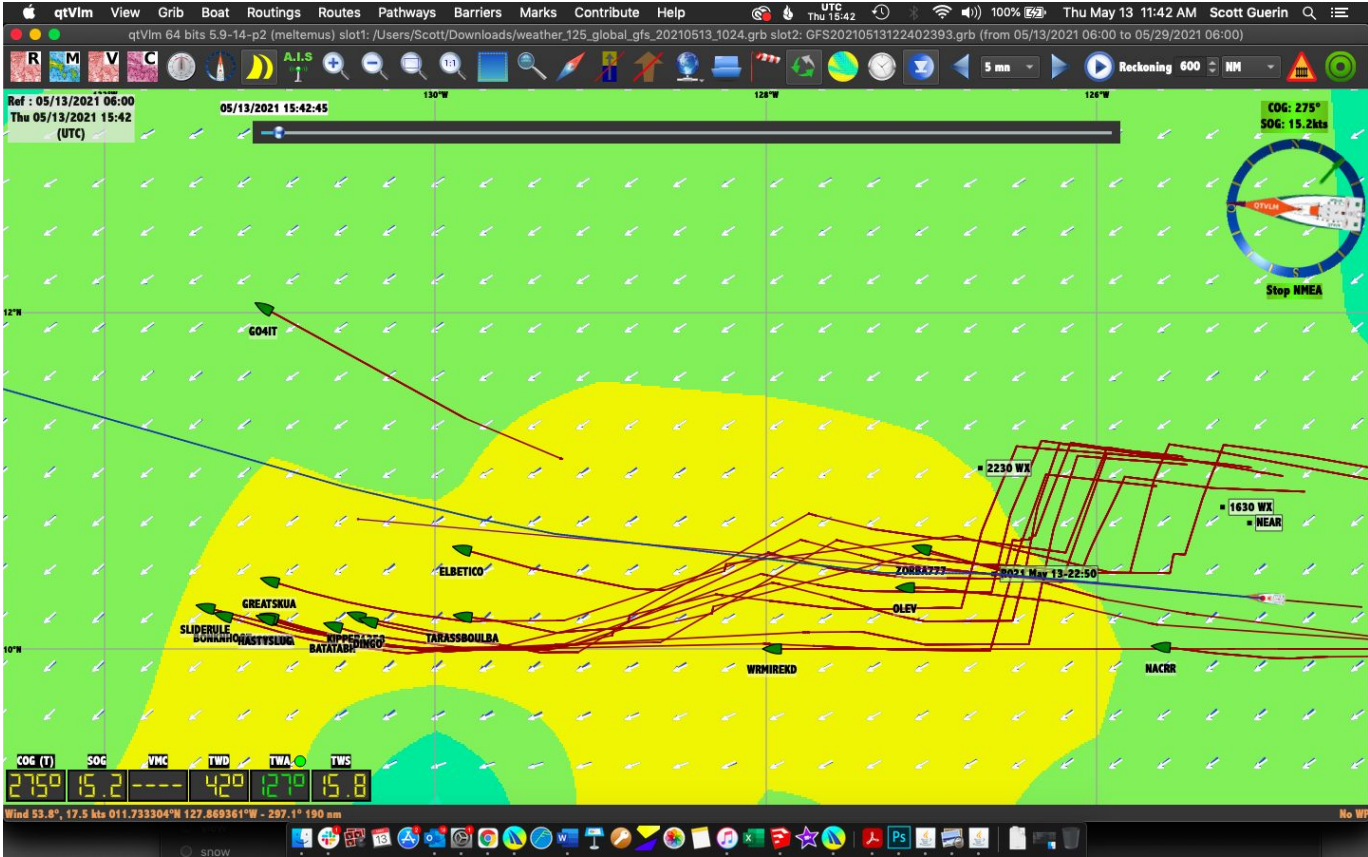 qtVlm View Grib Boat Routings Routes Pathways Barriers Marks Contribute Help UTC Thu 15:42 100% Thu May 13 11:42 AM Scott Guerin
qtVlm 64 bits 5.9-14-p2 (meltemus) slot1: /Users/Scott/Downloads/weather_125_global_gfs_20210513_1024.grb slot2: GFS20210513122402393.grb (from 05/13/2021 06:00 to 05/29/2021 06:00)
R M V C A.I.S 1:1 5 mn Reckoning 600 NM
130°W 128°W 126°W
Ref : 05/13/2021 06:00
Thu 05/13/2021 15:42
(UTC)
05/13/2021 15:42:45
COG: 275°
SOG: 15.2kts
QTVLM
Stop NMEA
12°N
GO4IT
2230 WX
1630 WX
NEAR
ELBETICO
ZORBA777
May 13-22:50
GREATSKUA
OLEV
SLIDERULE
HASTYSLUG
DINGO
TARASSBOULBA
10°N
WRMIREKD
NACRR
COG (T) SOG VMC TWD TWA TWS
275° 15.2 ---- 42° 127° 15.8
Wind 53.8°, 17.5 kts 011.733304°N 127.869361°W - 297.1° 190 nm
No WP
13
Ps
snow